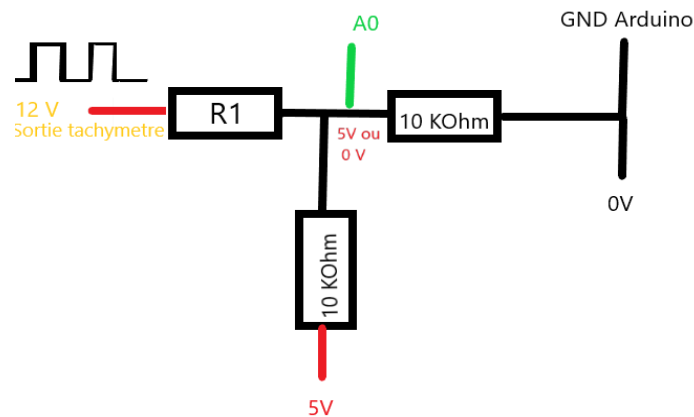 GND Arduino
A0
12 V
Sortie tachymetre
R1
5V ou
0 V
10 KOhm
0V
10 KOhm
5V